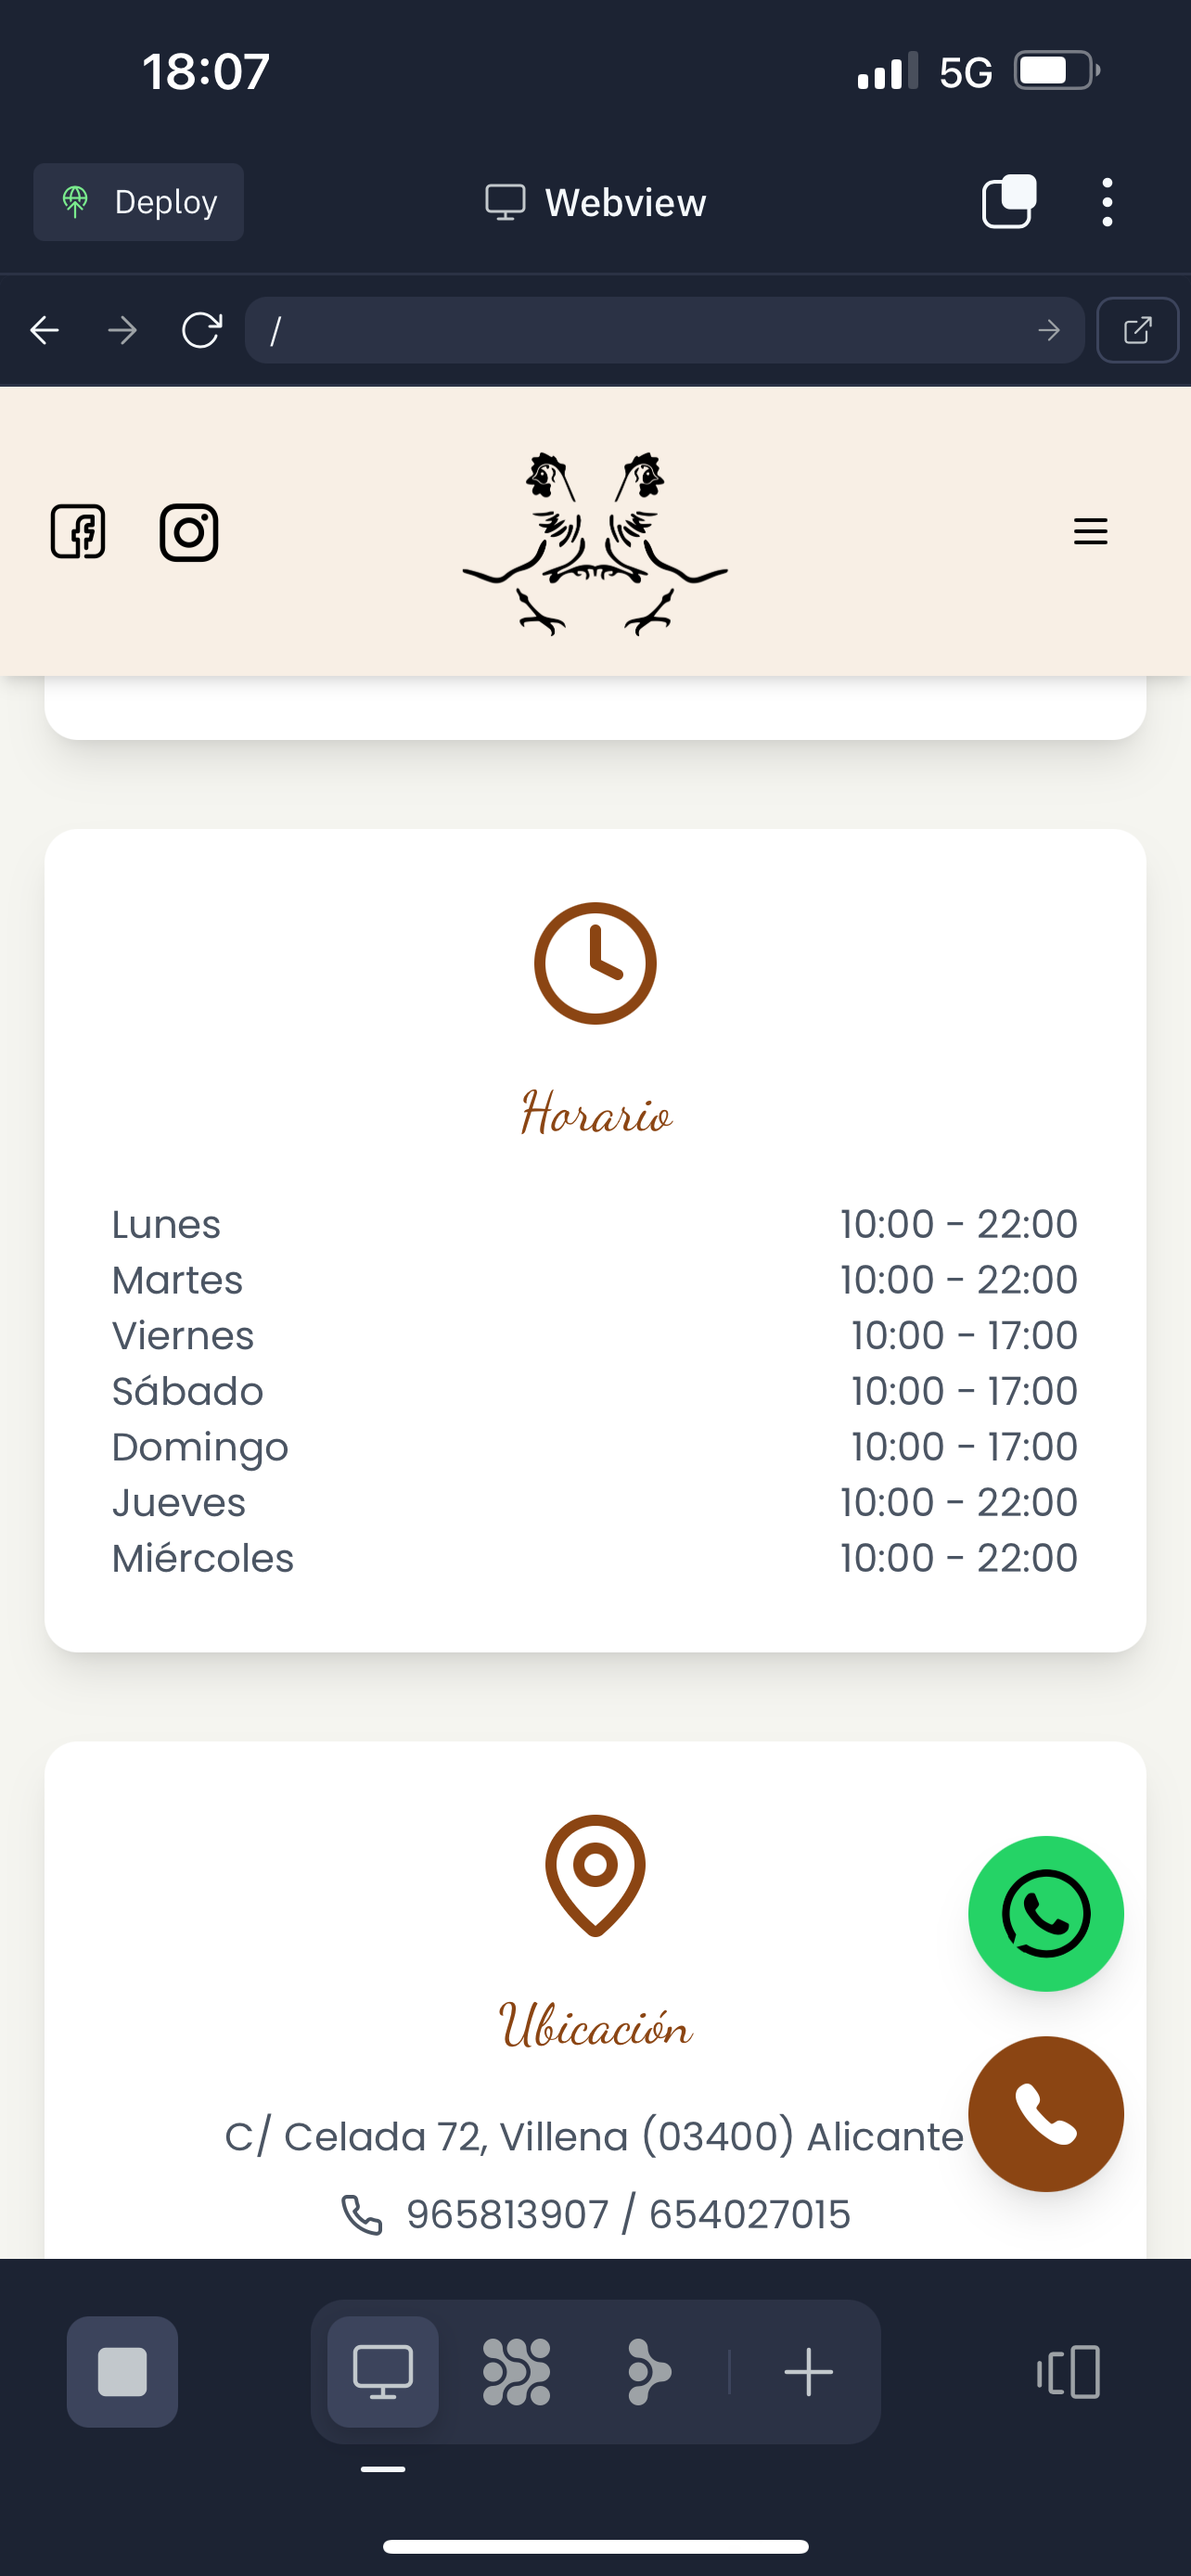 18:07
5G
Deploy
Webview
/
Horario
Lunes 10:00 - 22:00
Martes 10:00 - 22:00
Viernes 10:00 - 17:00
Sábado 10:00 - 17:00
Domingo 10:00 - 17:00
Jueves 10:00 - 22:00
Miércoles 10:00 - 22:00
Ubicación
C/ Celada 72, Villena (03400) Alicante
965813907 / 654027015